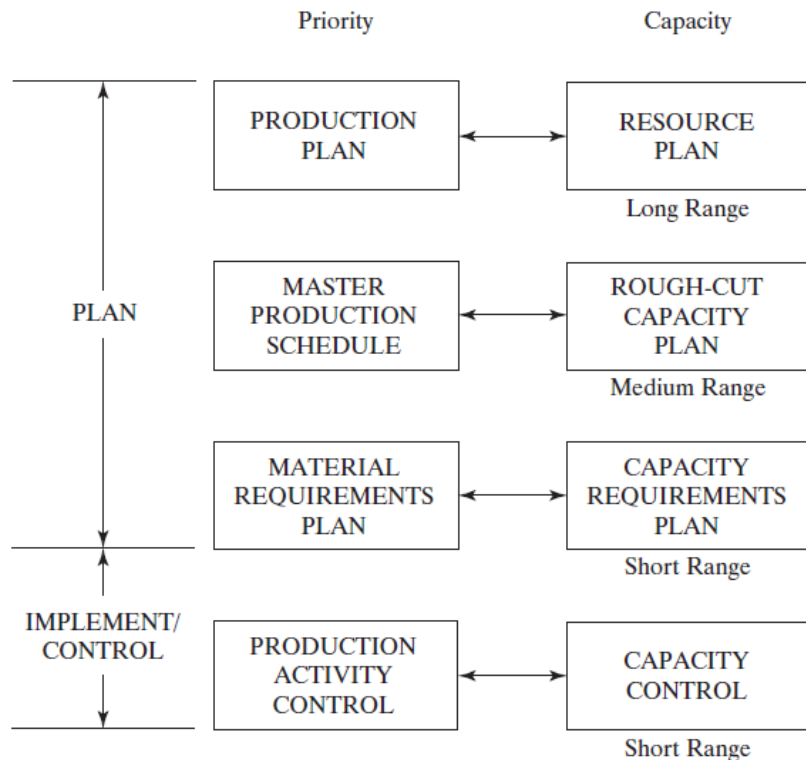 Priority
Capacity
PRODUCTION
PLAN
RESOURCE
PLAN
Long Range
PLAN
MASTER
PRODUCTION
SCHEDULE
ROUGH-CUT
CAPACITY
PLAN
Medium Range
MATERIAL
REQUIREMENTS
PLAN
CAPACITY
REQUIREMENTS
PLAN
Short Range
IMPLEMENT/
CONTROL
PRODUCTION
ACTIVITY
CONTROL
CAPACITY
CONTROL
Short Range